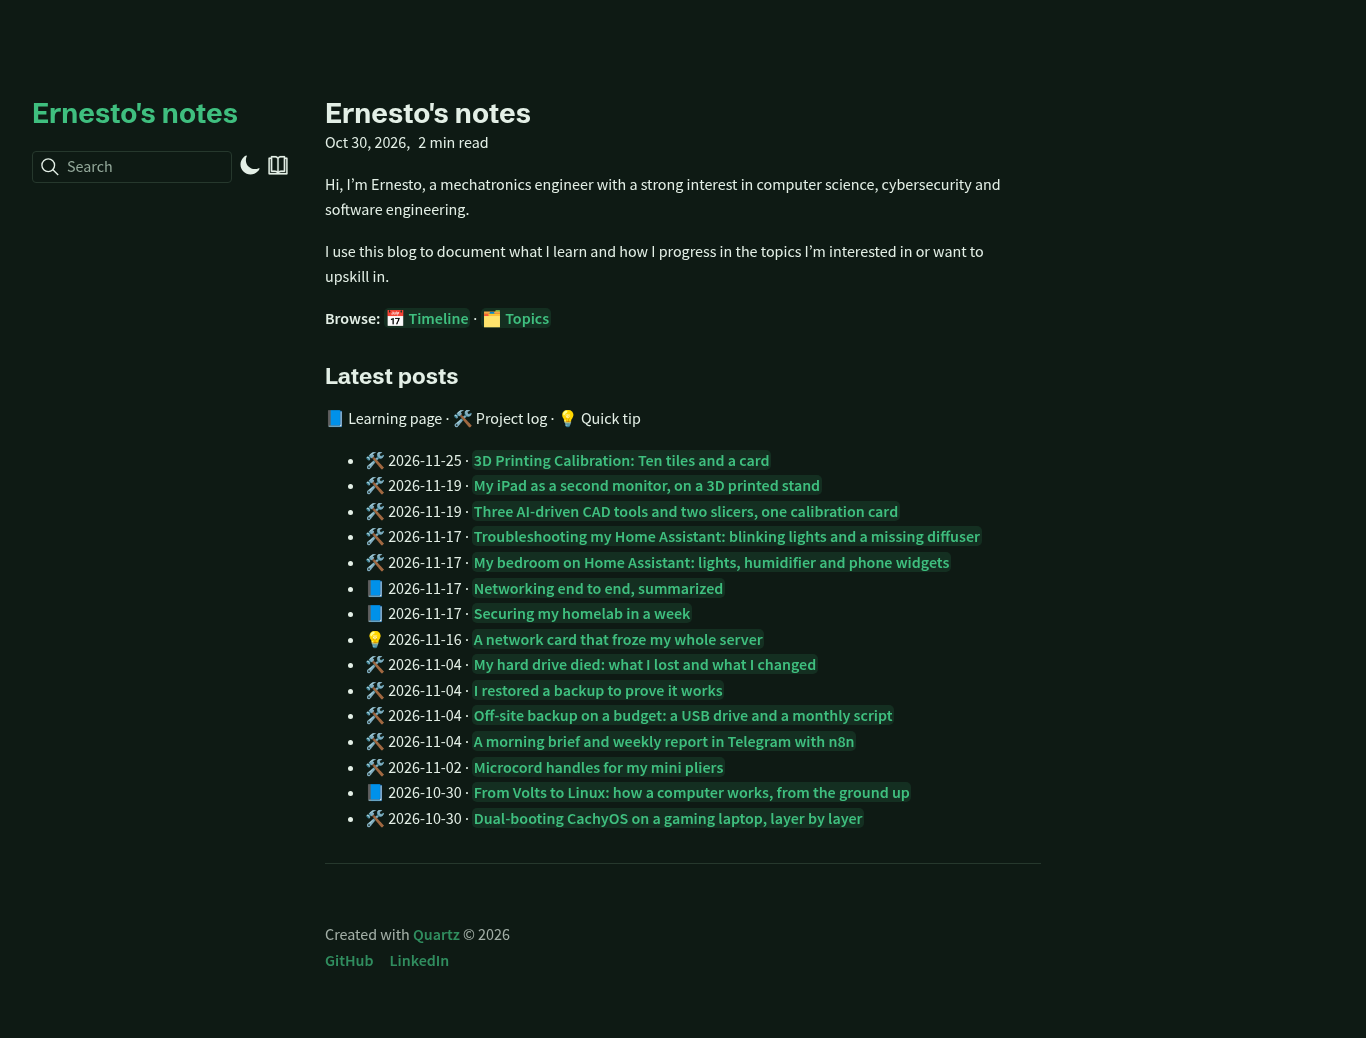 Ernesto's notes
Search
Ernesto's notes
Oct 30, 2026, 2 min read
Hi, I’m Ernesto, a mechatronics engineer with a strong interest in computer science, cybersecurity and
software engineering.
I use this blog to document what I learn and how I progress in the topics I’m interested in or want to
upskill in.
Browse: 📅 Timeline · 🗂️ Topics
Latest posts
📘 Learning page · 🛠️ Project log · 💡 Quick tip
🛠️ 2026-11-25 · 3D Printing Calibration: Ten tiles and a card
🛠️ 2026-11-19 · My iPad as a second monitor, on a 3D printed stand
🛠️ 2026-11-19 · Three AI-driven CAD tools and two slicers, one calibration card
🛠️ 2026-11-17 · Troubleshooting my Home Assistant: blinking lights and a missing diffuser
🛠️ 2026-11-17 · My bedroom on Home Assistant: lights, humidifier and phone widgets
📘 2026-11-17 · Networking end to end, summarized
📘 2026-11-17 · Securing my homelab in a week
💡 2026-11-16 · A network card that froze my whole server
🛠️ 2026-11-04 · My hard drive died: what I lost and what I changed
🛠️ 2026-11-04 · I restored a backup to prove it works
🛠️ 2026-11-04 · Off-site backup on a budget: a USB drive and a monthly script
🛠️ 2026-11-04 · A morning brief and weekly report in Telegram with n8n
🛠️ 2026-11-02 · Microcord handles for my mini pliers
📘 2026-10-30 · From Volts to Linux: how a computer works, from the ground up
🛠️ 2026-10-30 · Dual-booting CachyOS on a gaming laptop, layer by layer
Created with Quartz © 2026
GitHub LinkedIn